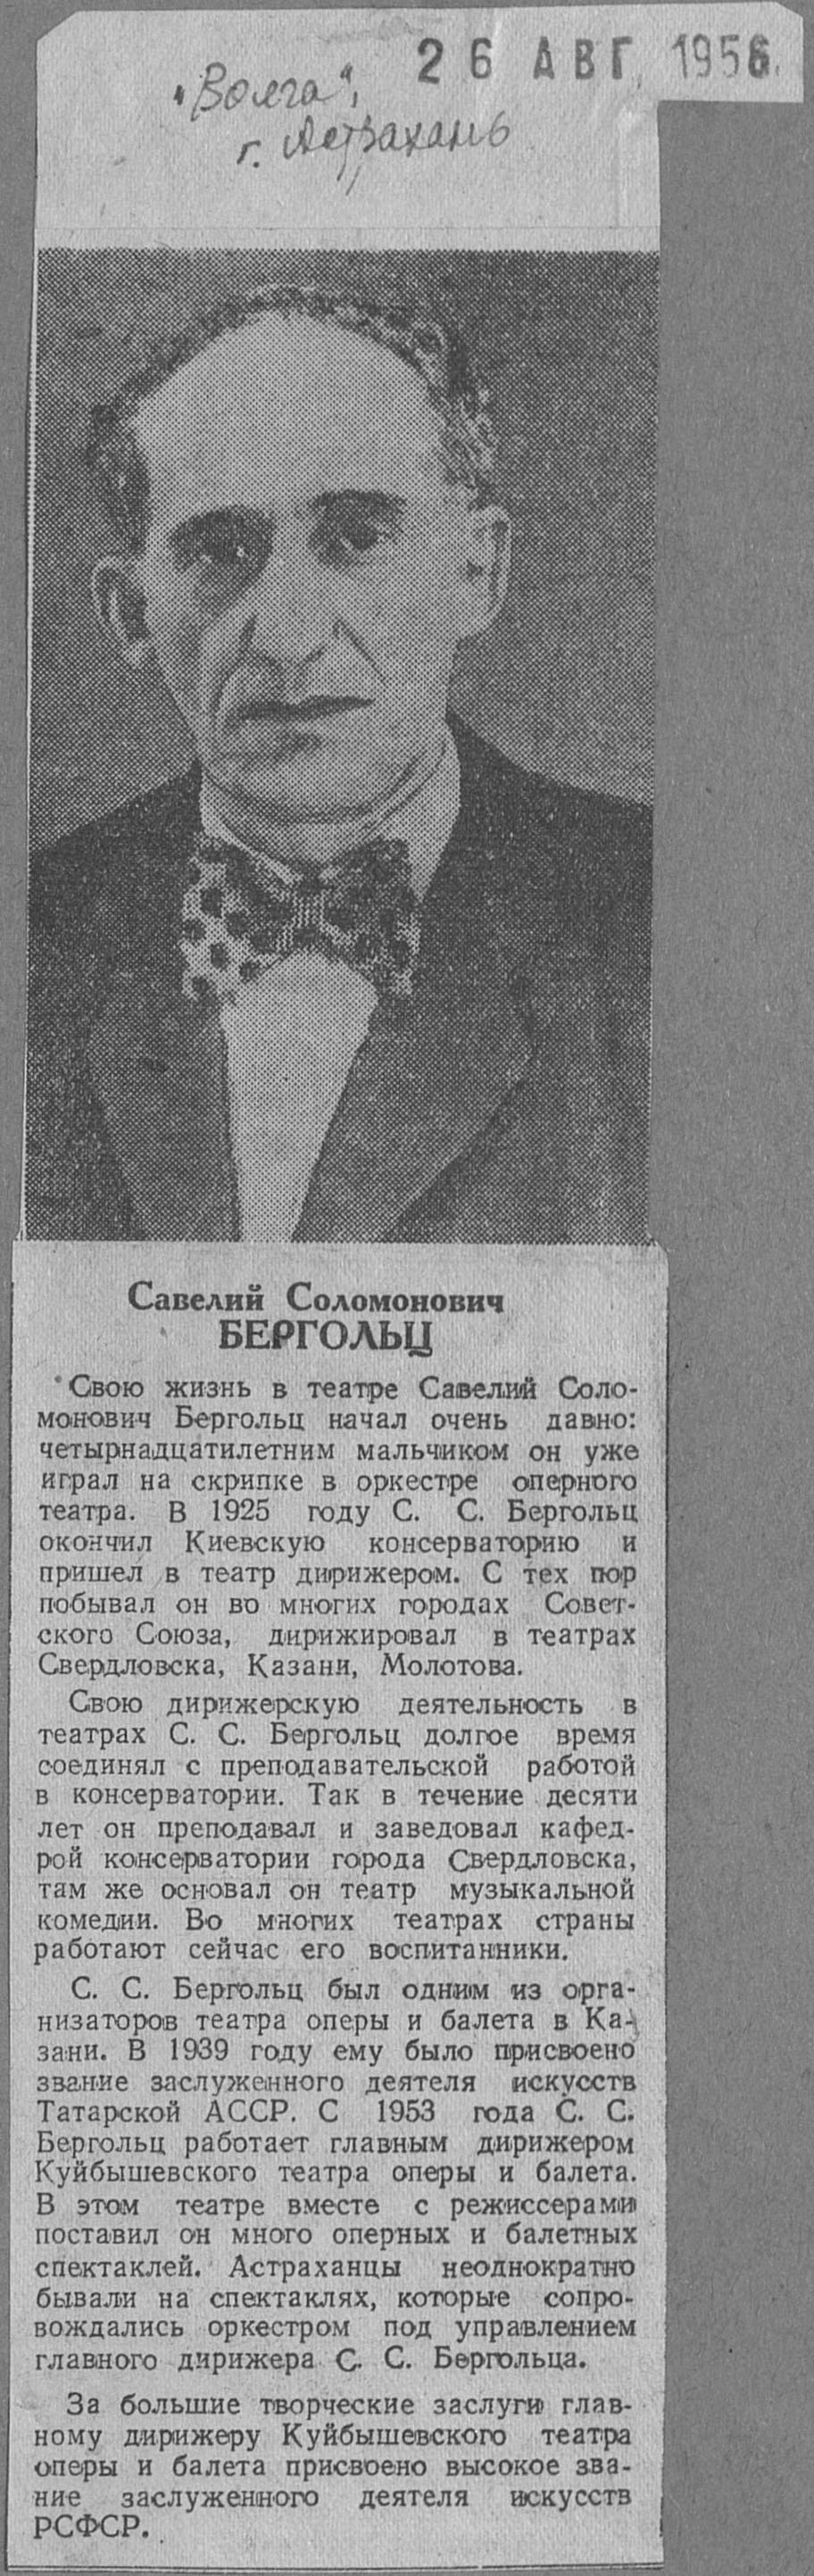 26 АВГ 1956
"Волга",
г. Астрахань
Савелий Соломонович
БЕРГОЛЬЦ
Свою жизнь в театре Савелий Соло-
монович Бергольц начал очень давно:
четырнадцатилетним мальчиком он уже
играл на скрипке в оркестре оперного
театра. В 1925 году С. С. Бергольц
окончил Киевскую консерваторию и
пришел в театр дирижером. С тех пор
побывал он во многих городах Совет-
ского Союза, дирижировал в театрах
Свердловска, Казани, Молотова.
Свою дирижерскую деятельность в
театрах С. С. Бергольц долгое время
соединял с преподавательской работой
в консерватории. Так в течение десяти
лет он преподавал и заведовал кафед-
рой консерватории города Свердловска,
там же основал он театр музыкальной
комедии. Во многих театрах страны
работают сейчас его воспитанники.
С. С. Бергольц был одним из орга-
низаторов театра оперы и балета в Ка-
зани. В 1939 году ему было присвоено
звание заслуженного деятеля искусств
Татарской АССР. С 1953 года С. С.
Бергольц работает главным дирижером
Куйбышевского театра оперы и балета.
В этом театре вместе с режиссерами
поставил он много оперных и балетных
спектаклей. Астраханцы неоднократно
бывали на спектаклях, которые сопро-
вождались оркестром под управлением
главного дирижера С. С. Бергольца.
За большие творческие заслуги глав-
ному дирижеру Куйбышевского театра
оперы и балета присвоено высокое зва-
ние заслуженного деятеля искусств
РСФСР.